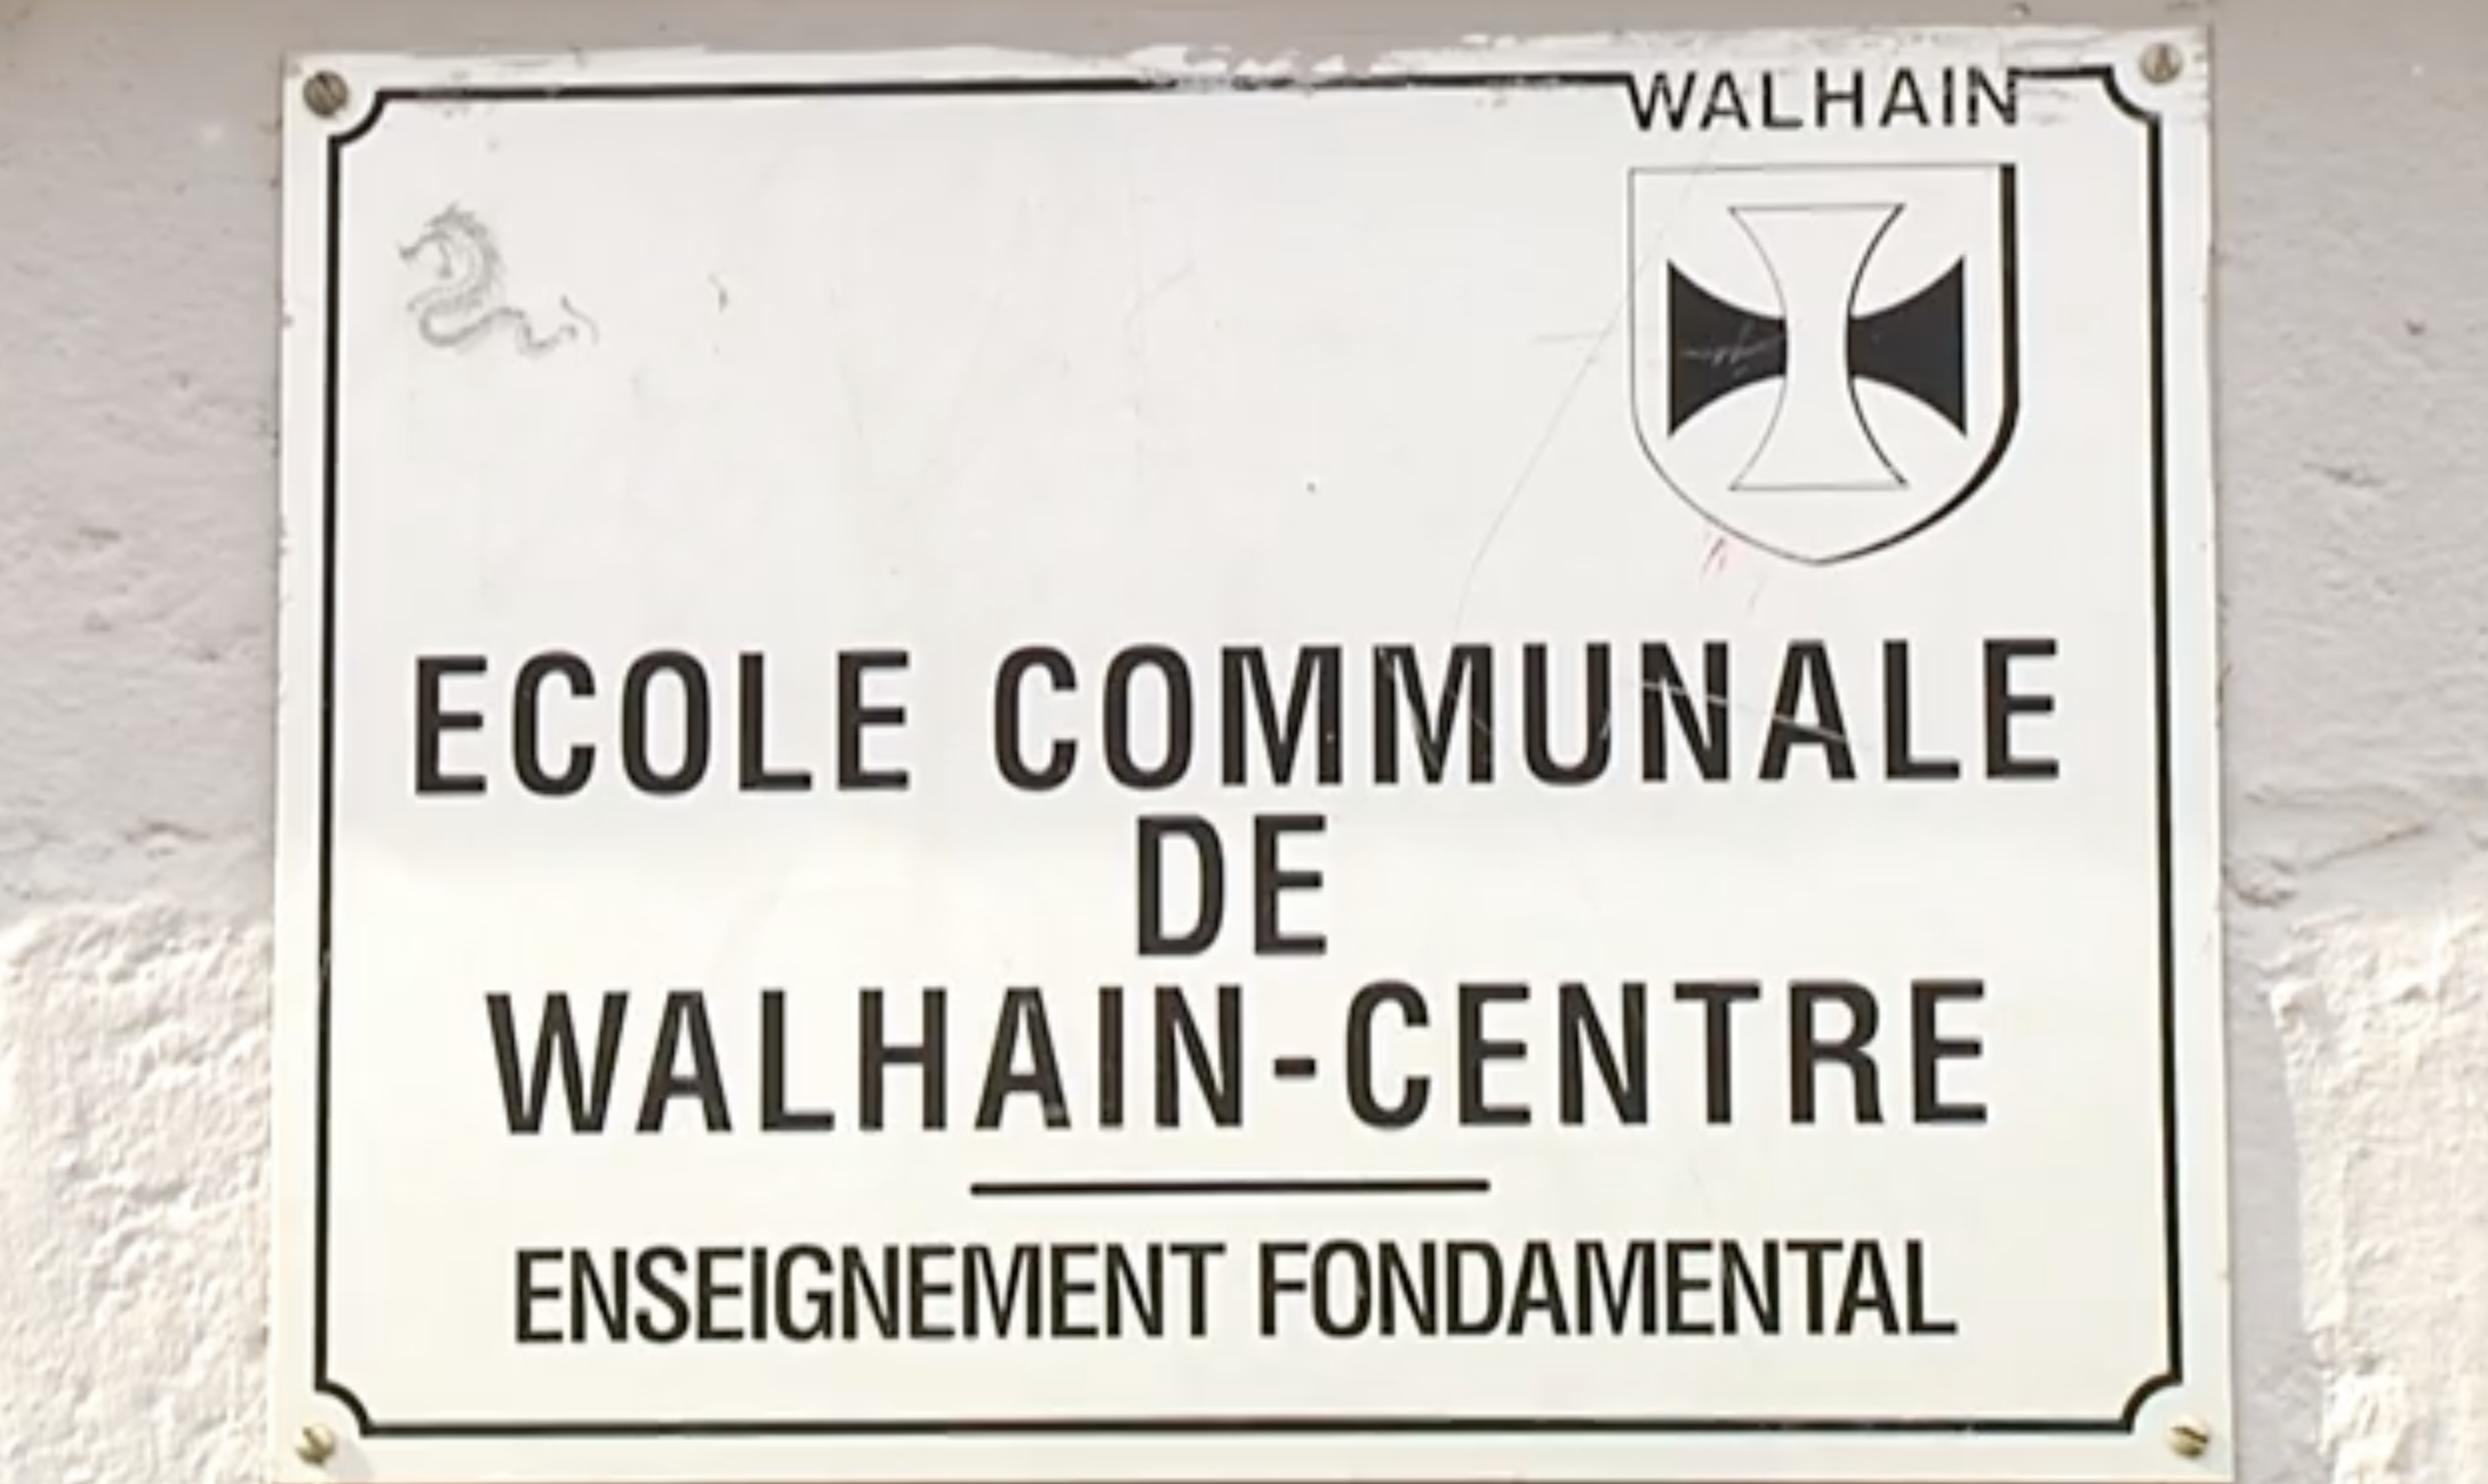 WALHAIN
ECOLE COMMUNALE
DE
WALHAIN-CENTRE
ENSEIGNEMENT FONDAMENTAL